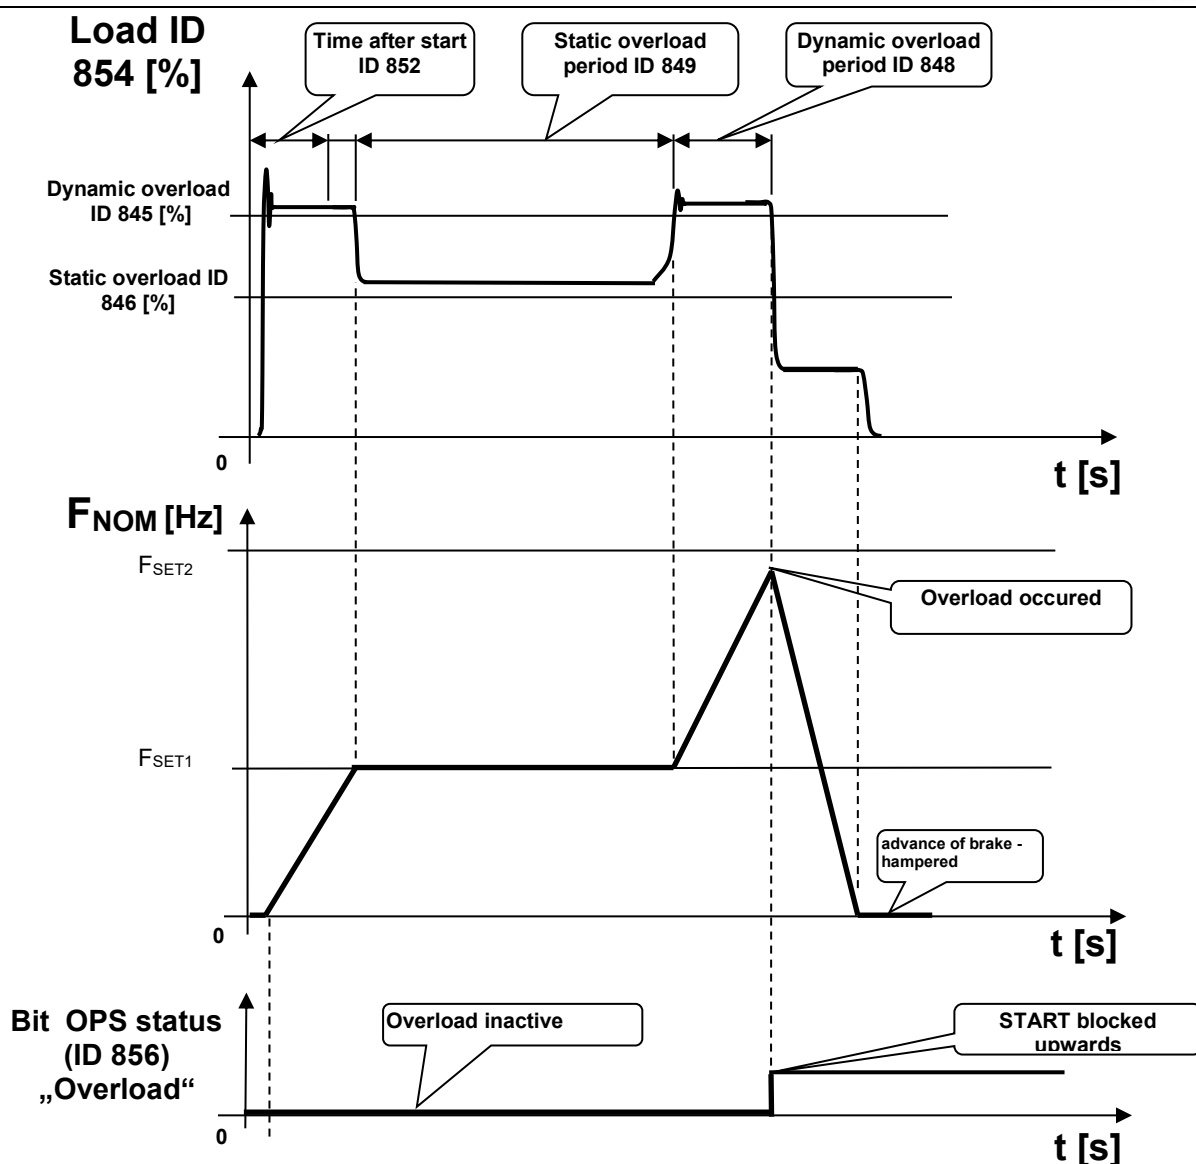 Load ID
854 [%]
Time after start
ID 852
Static overload
period ID 849
Dynamic overload
period ID 848
Dynamic overload
ID 845 [%]
Static overload ID
846 [%]
0
t [s]
FNOM [Hz]
FSET2
Overload occured
FSET1
advance of brake -
hampered
0
t [s]
Bit OPS status
(ID 856)
„Overload“
Overload inactive
START blocked
upwards
0
t [s]